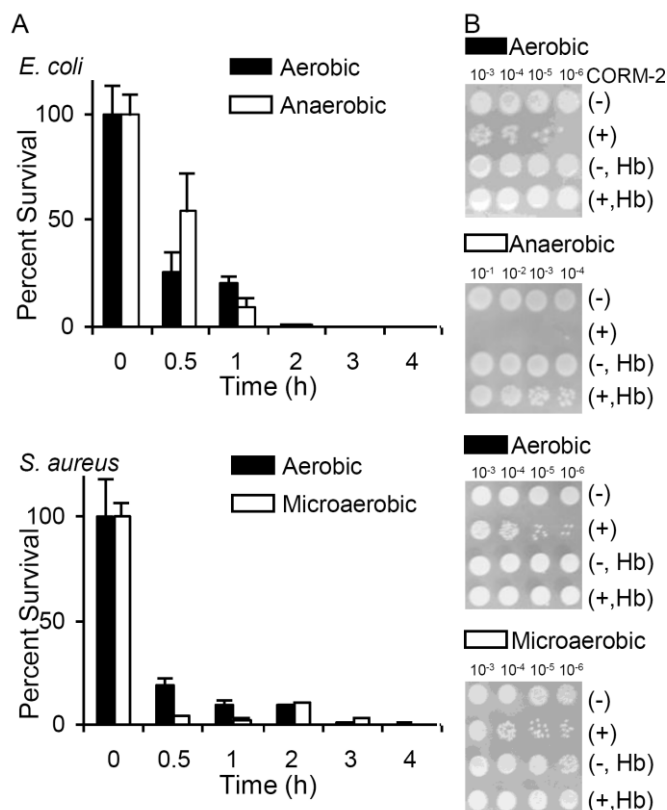 A
E. coli
Aerobic
Anaerobic
Percent Survival
100
50
0
0 0.5 1 2 3 4
Time (h)
S. aureus
Aerobic
Microaerobic
Percent Survival
100
50
0
0 0.5 1 2 3 4
Time (h)
B
Aerobic
10⁻³ 10⁻⁴ 10⁻⁵ 10⁻⁶ CORM-2
(-)
(+)
(-, Hb)
(+,Hb)
Anaerobic
10⁻¹ 10⁻² 10⁻³ 10⁻⁴
(-)
(+)
(-, Hb)
(+,Hb)
Aerobic
10⁻³ 10⁻⁴ 10⁻⁵ 10⁻⁶
(-)
(+)
(-, Hb)
(+,Hb)
Microaerobic
10⁻³ 10⁻⁴ 10⁻⁵ 10⁻⁶
(-)
(+)
(-, Hb)
(+,Hb)